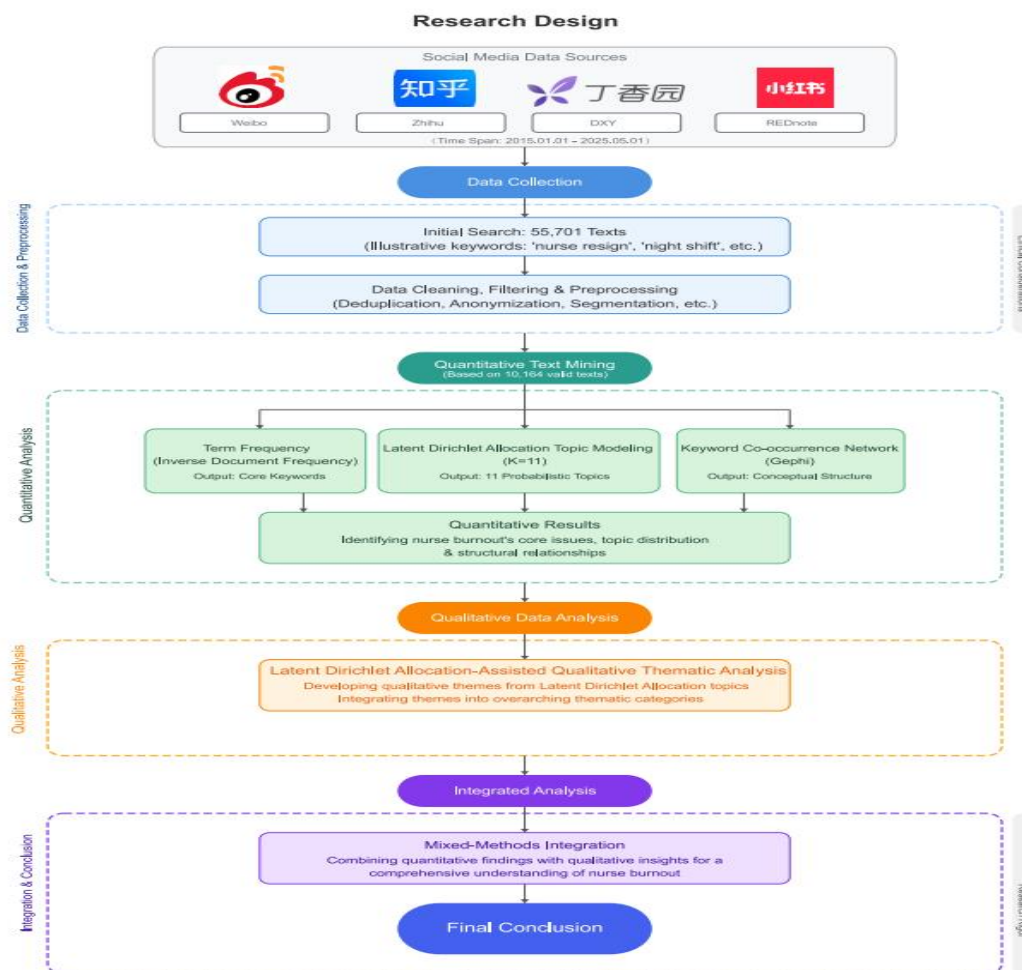 Research Design
Social Media Data Sources
知乎
丁香园
小红书
Weibo
Zhihu
DXY
REDnote
(Time Span: 2015.01.01 - 2025.05.01)
Data Collection
Data Collection & Preprocessing
Initial Search: 55,701 Texts
(Illustrative keywords: 'nurse resign', 'night shift', etc.)
Data Cleaning, Filtering & Preprocessing
(Deduplication, Anonymization, Segmentation, etc.)
Quantitative Text Mining
(Based on 10,164 valid texts)
Quantitative Analysis
Term Frequency
(Inverse Document Frequency)
Output: Core Keywords
Latent Dirichlet Allocation Topic Modeling
(K=11)
Output: 11 Probabilistic Topics
Keyword Co-occurrence Network
(Gephi)
Output: Conceptual Structure
Quantitative Results
Identifying nurse burnout's core issues, topic distribution
& structural relationships
Qualitative Data Analysis
Qualitative Analysis
Latent Dirichlet Allocation-Assisted Qualitative Thematic Analysis
Developing qualitative themes from Latent Dirichlet Allocation topics
Integrating themes into overarching thematic categories
Integrated Analysis
Integration & Conclusion
Mixed-Methods Integration
Combining quantitative findings with qualitative insights for a
comprehensive understanding of nurse burnout
Final Conclusion